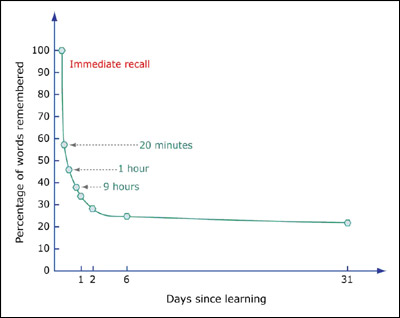 Percentage of words remembered
100
90
80
70
60
50
40
30
20
10
0
Immediate recall
20 minutes
1 hour
9 hours
1 2 6 31
Days since learning